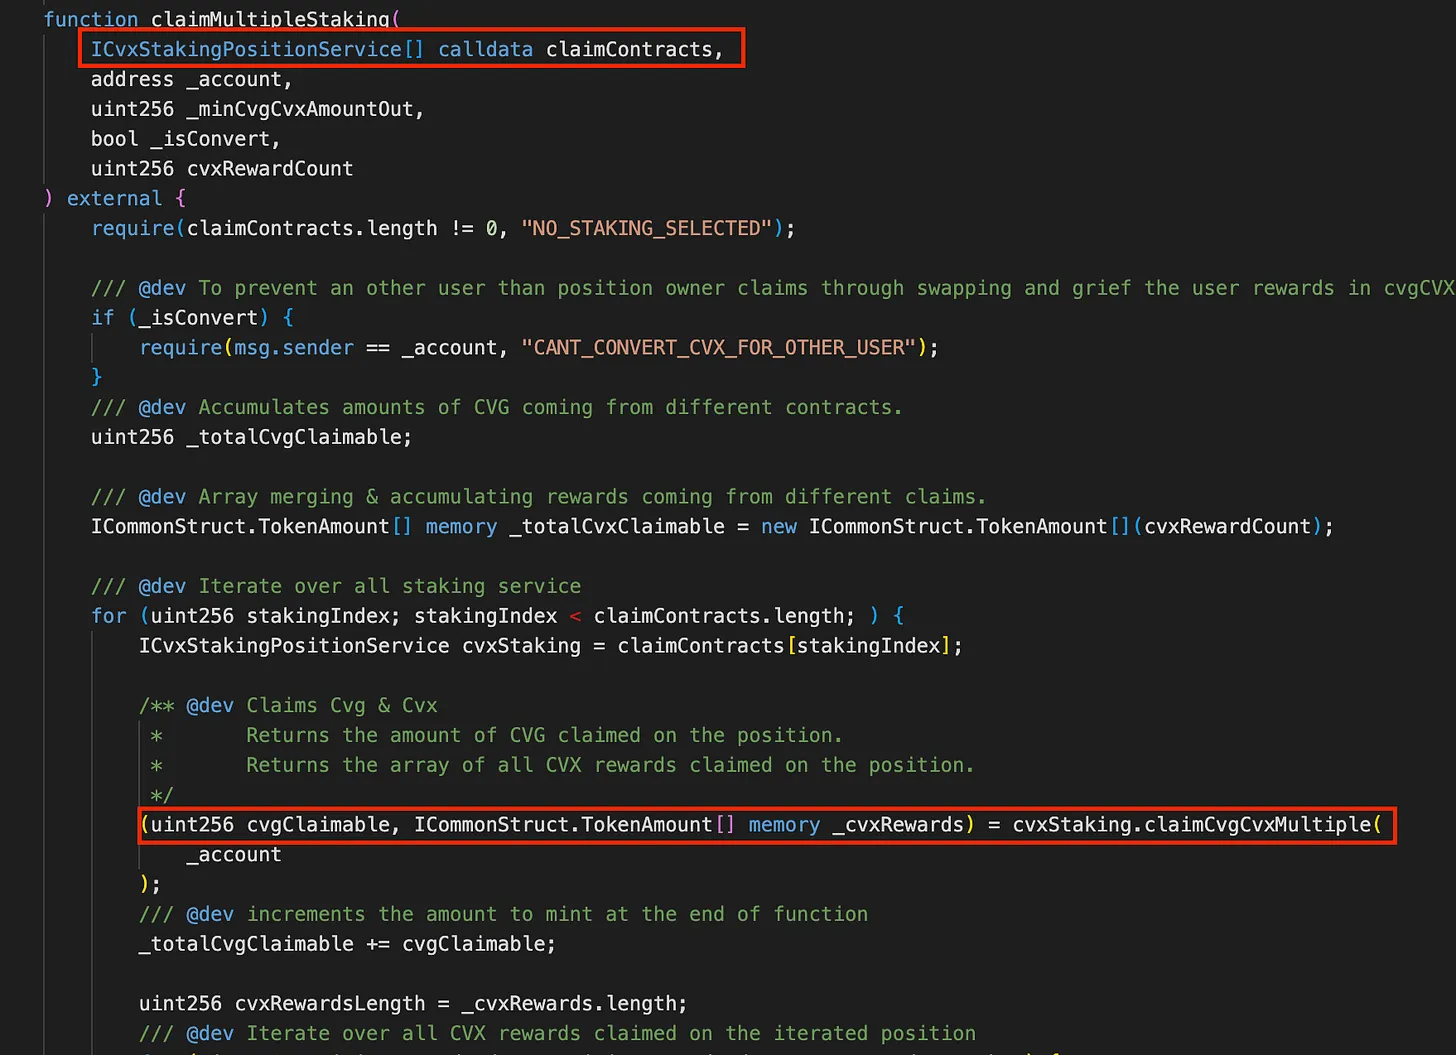 function claimMultipleStaking(
ICvxStakingPositionService[] calldata claimContracts,
address _account,
uint256 _minCvgCvxAmountOut,
bool _isConvert,
uint256 cvxRewardCount
) external {
require(claimContracts.length != 0, "NO_STAKING_SELECTED");
/// @dev To prevent an other user than position owner claims through swapping and grief the user rewards in cvgCVX
if (_isConvert) {
require(msg.sender == _account, "CANT_CONVERT_CVX_FOR_OTHER_USER");
}
/// @dev Accumulates amounts of CVG coming from different contracts.
uint256 _totalCvgClaimable;
/// @dev Array merging & accumulating rewards coming from different claims.
ICommonStruct.TokenAmount[] memory _totalCvxClaimable = new ICommonStruct.TokenAmount[](cvxRewardCount);
/// @dev Iterate over all staking service
for (uint256 stakingIndex; stakingIndex < claimContracts.length; ) {
ICvxStakingPositionService cvxStaking = claimContracts[stakingIndex];
/** @dev Claims Cvg & Cvx
* Returns the amount of CVG claimed on the position.
* Returns the array of all CVX rewards claimed on the position.
*/
(uint256 cvgClaimable, ICommonStruct.TokenAmount[] memory _cvxRewards) = cvxStaking.claimCvgCvxMultiple(
_account
);
/// @dev increments the amount to mint at the end of function
_totalCvgClaimable += cvgClaimable;
uint256 cvxRewardsLength = _cvxRewards.length;
/// @dev Iterate over all CVX rewards claimed on the iterated position